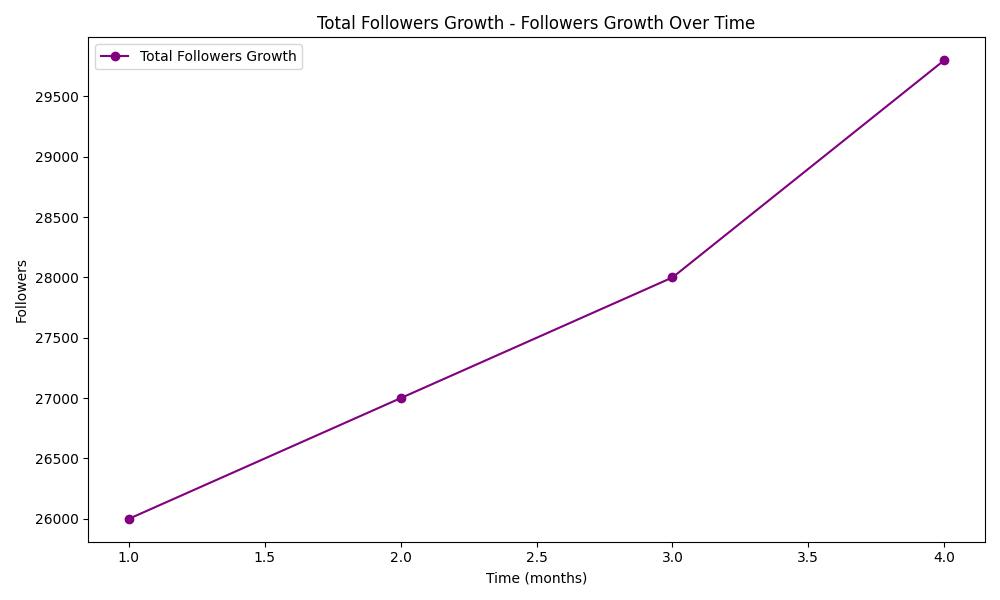 Total Followers Growth - Followers Growth Over Time
Total Followers Growth
Followers
29500
29000
28500
28000
27500
27000
26500
26000
1.0 1.5 2.0 2.5 3.0 3.5 4.0
Time (months)